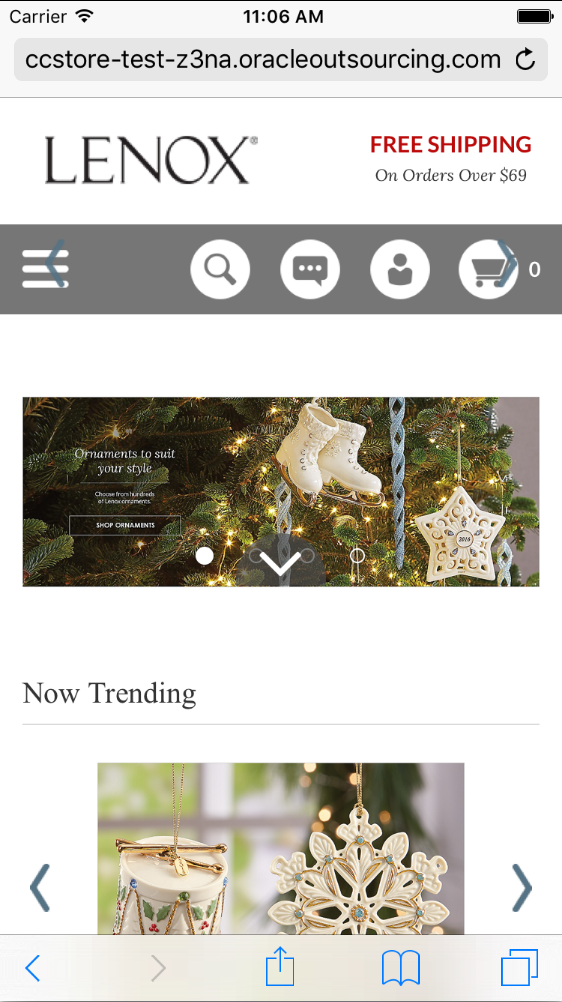 Carrier 11:06 AM
ccstore-test-z3na.oracleoutsourcing.com
LENOX®
FREE SHIPPING
On Orders Over $69
0
Ornaments to suit
your style
Choose from hundreds
of Lenox ornaments.
SHOP ORNAMENTS
2016
Now Trending